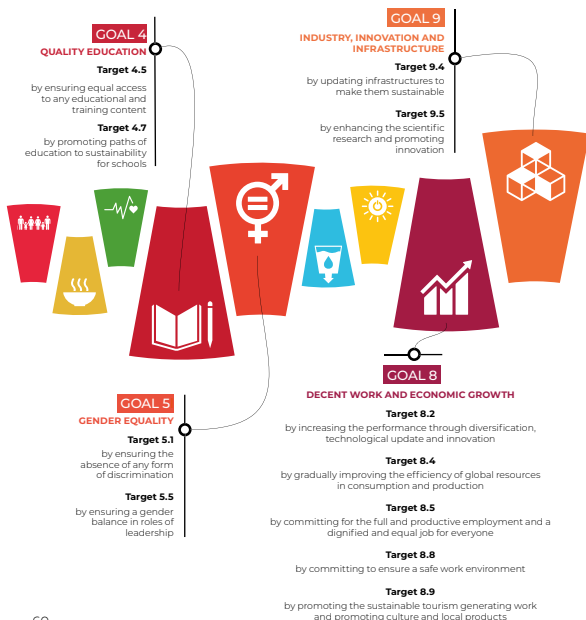 GOAL 4
QUALITY EDUCATION
Target 4.5
by ensuring equal access
to any educational and
training content
Target 4.7
by promoting paths of
education to sustainability
for schools
GOAL 9
INDUSTRY, INNOVATION AND
INFRASTRUCTURE
Target 9.4
by updating infrastructures to
make them sustainable
Target 9.5
by enhancing the scientific
research and promoting
innovation
GOAL 5
GENDER EQUALITY
Target 5.1
by ensuring the
absence of any form
of discrimination
Target 5.5
by ensuring a gender
balance in roles of
leadership
GOAL 8
DECENT WORK AND ECONOMIC GROWTH
Target 8.2
by increasing the performance through diversification,
technological update and innovation
Target 8.4
by gradually improving the efficiency of global resources
in consumption and production
Target 8.5
by committing for the full and productive employment and a
dignified and equal job for everyone
Target 8.8
by committing to ensure a safe work environment
Target 8.9
by promoting the sustainable tourism generating work
and promoting culture and local products